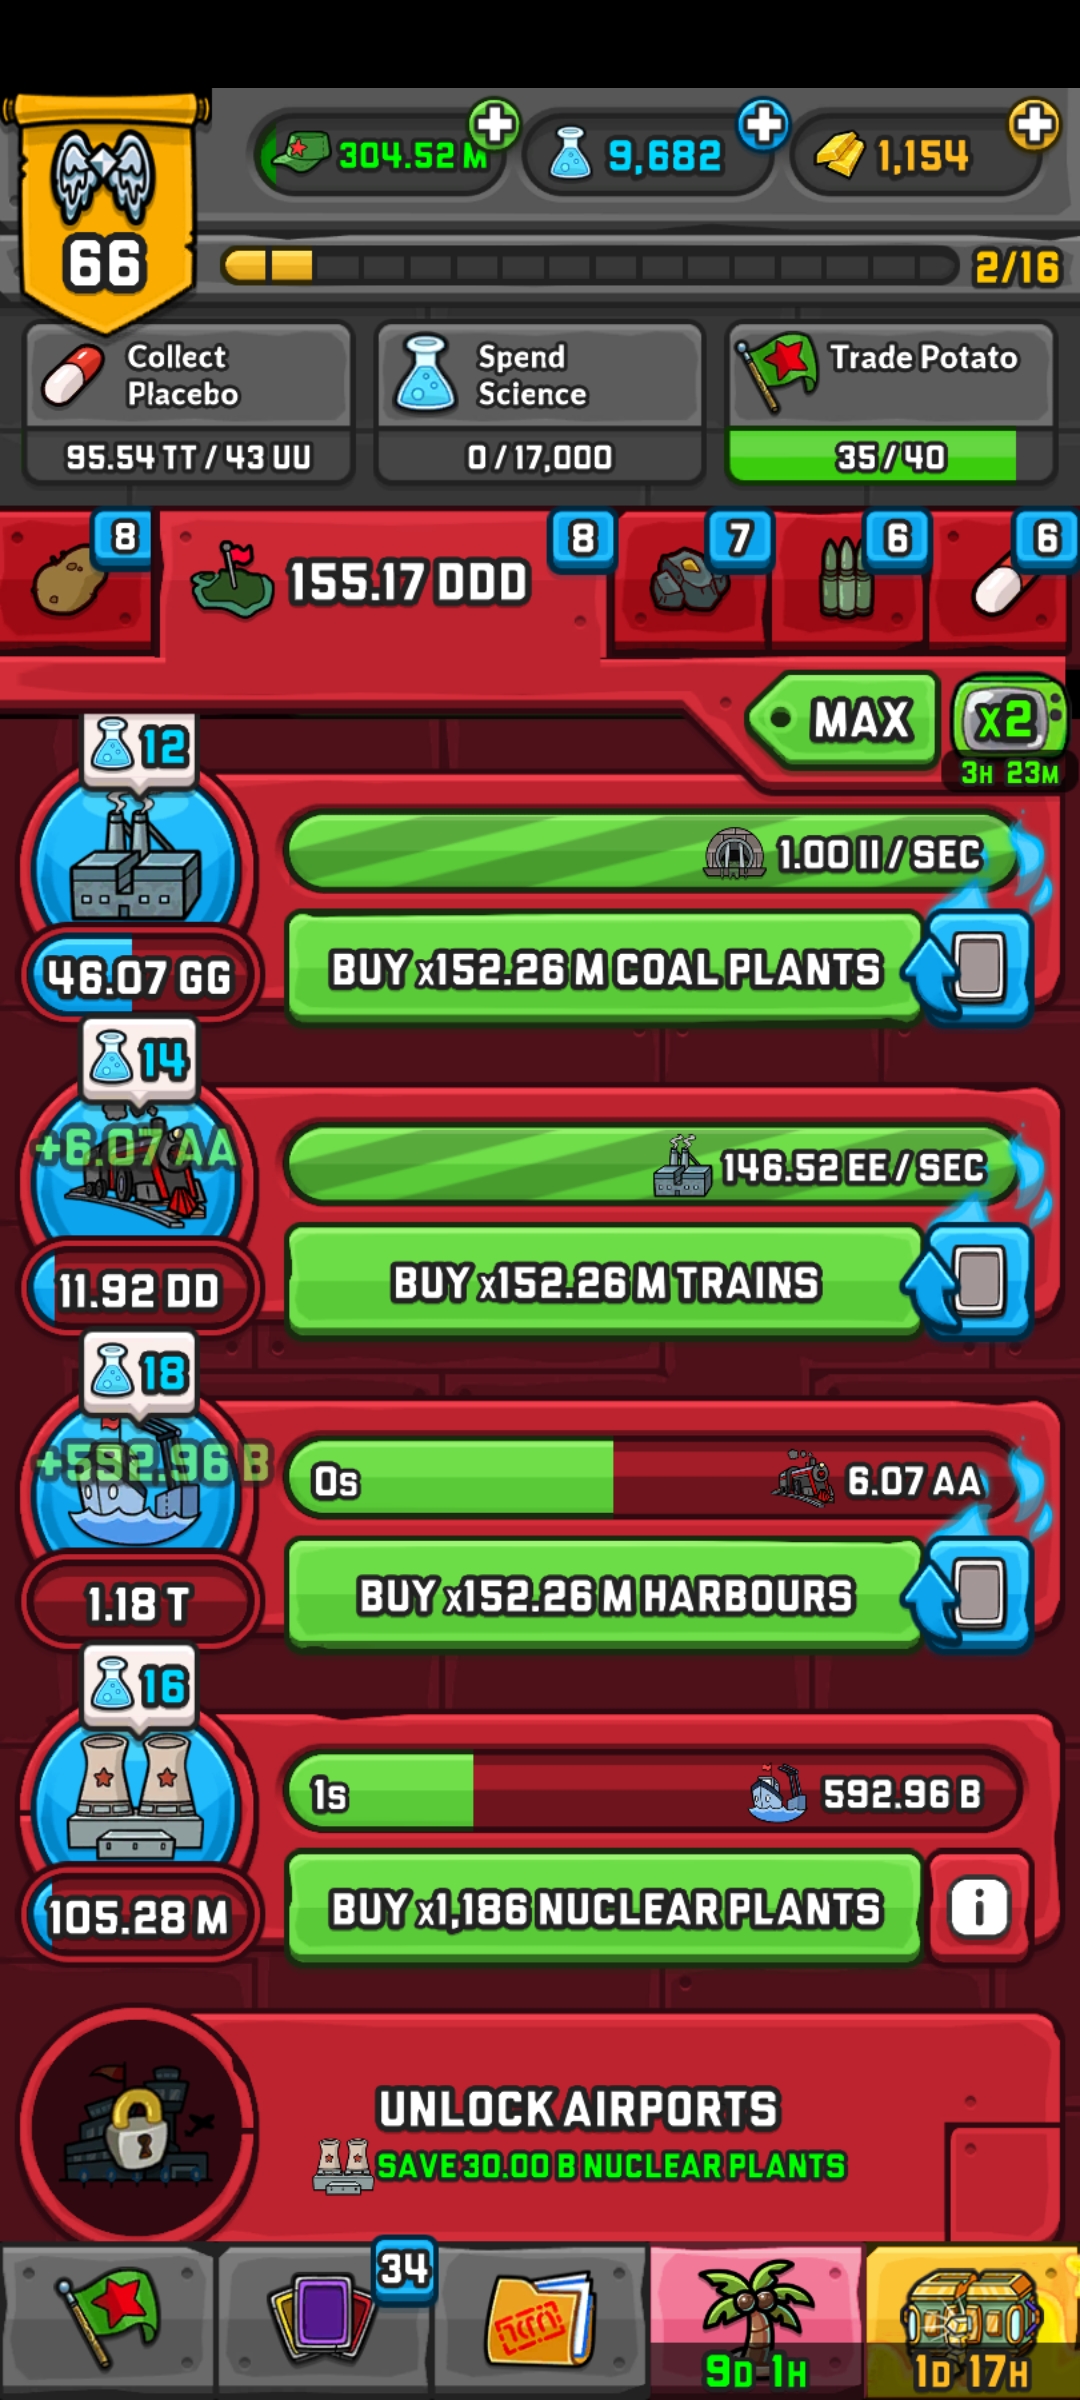 304.52 M
9,682
1,154
66
2/16
Collect
Placebo
Spend
Science
Trade Potato
95.54 TT / 43 UU
0 / 17,000
35 / 40
8
155.17 DDD
8
7
6
6
MAX
x2
3H 23M
12
1.00 II / SEC
46.07 GG
BUY x152.26 M COAL PLANTS
14
+6.07 AA
146.52 EE / SEC
11.92 DD
BUY x152.26 M TRAINS
18
+592.96 B
0s
6.07 AA
1.18 T
BUY x152.26 M HARBOURS
16
1s
592.96 B
105.28 M
BUY x1,186 NUCLEAR PLANTS
i
UNLOCK AIRPORTS
SAVE 30.00 B NUCLEAR PLANTS
34
9D 1H
1D 17H